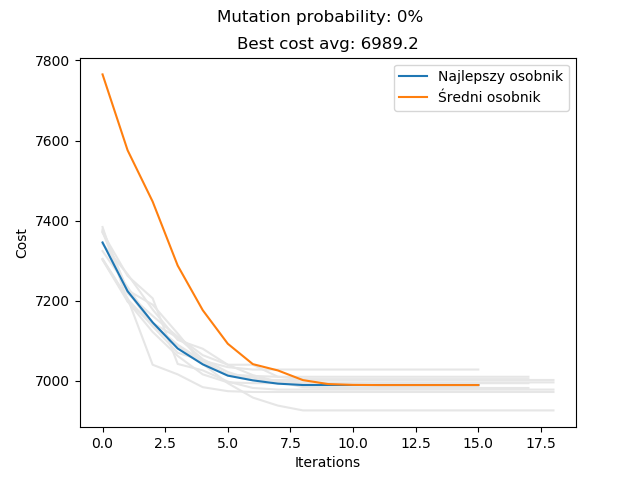 Mutation probability: 0%
Best cost avg: 6989.2
Najlepszy osobnik
Średni osobnik
Cost
7800
7600
7400
7200
7000
0.0 2.5 5.0 7.5 10.0 12.5 15.0 17.5
Iterations